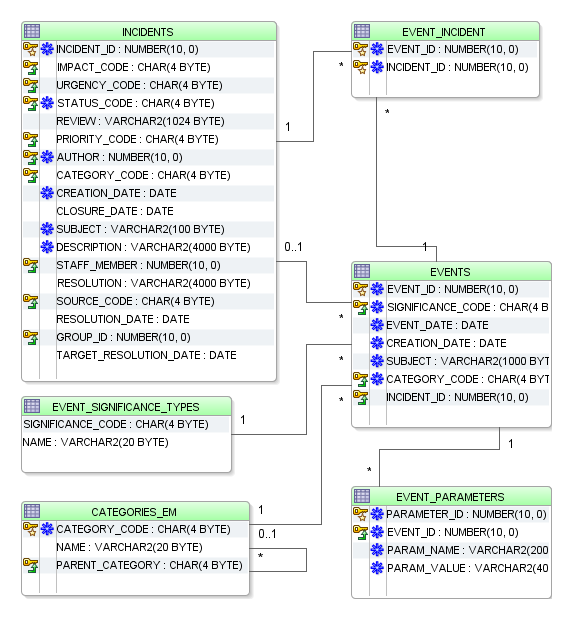 INCIDENTS
INCIDENT_ID : NUMBER(10, 0)
IMPACT_CODE : CHAR(4 BYTE)
URGENCY_CODE : CHAR(4 BYTE)
STATUS_CODE : CHAR(4 BYTE)
REVIEW : VARCHAR2(1024 BYTE)
PRIORITY_CODE : CHAR(4 BYTE)
AUTHOR : NUMBER(10, 0)
CATEGORY_CODE : CHAR(4 BYTE)
CREATION_DATE : DATE
CLOSURE_DATE : DATE
SUBJECT : VARCHAR2(100 BYTE)
DESCRIPTION : VARCHAR2(4000 BYTE)
STAFF_MEMBER : NUMBER(10, 0)
RESOLUTION : VARCHAR2(4000 BYTE)
SOURCE_CODE : CHAR(4 BYTE)
RESOLUTION_DATE : DATE
GROUP_ID : NUMBER(10, 0)
TARGET_RESOLUTION_DATE : DATE
1
*
0..1
*
EVENT_INCIDENT
EVENT_ID : NUMBER(10, 0)
INCIDENT_ID : NUMBER(10, 0)
*
1
EVENTS
EVENT_ID : NUMBER(10, 0)
SIGNIFICANCE_CODE : CHAR(4 B
EVENT_DATE : DATE
CREATION_DATE : DATE
SUBJECT : VARCHAR2(1000 BYT
CATEGORY_CODE : CHAR(4 BYT
INCIDENT_ID : NUMBER(10, 0)
EVENT_SIGNIFICANCE_TYPES
SIGNIFICANCE_CODE : CHAR(4 BYTE)
NAME : VARCHAR2(20 BYTE)
1
*
CATEGORIES_EM
CATEGORY_CODE : CHAR(4 BYTE)
NAME : VARCHAR2(20 BYTE)
PARENT_CATEGORY : CHAR(4 BYTE)
1
*
0..1
*
1
*
EVENT_PARAMETERS
PARAMETER_ID : NUMBER(10, 0)
EVENT_ID : NUMBER(10, 0)
PARAM_NAME : VARCHAR2(200
PARAM_VALUE : VARCHAR2(40